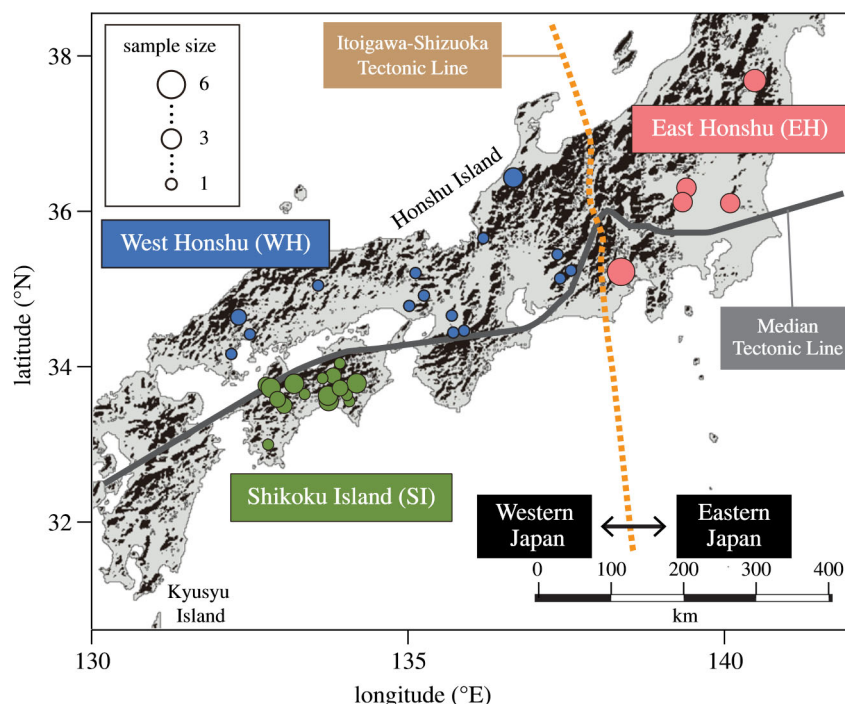 38
36
34
32
latitude (°N)
sample size
6
3
1
Itoigawa-Shizuoka
Tectonic Line
East Honshu (EH)
Honshu Island
West Honshu (WH)
Median
Tectonic Line
Shikoku Island (SI)
Western
Japan
Eastern
Japan
0
100
200
300
400
km
Kyusyu
Island
130
135
140
longitude (°E)